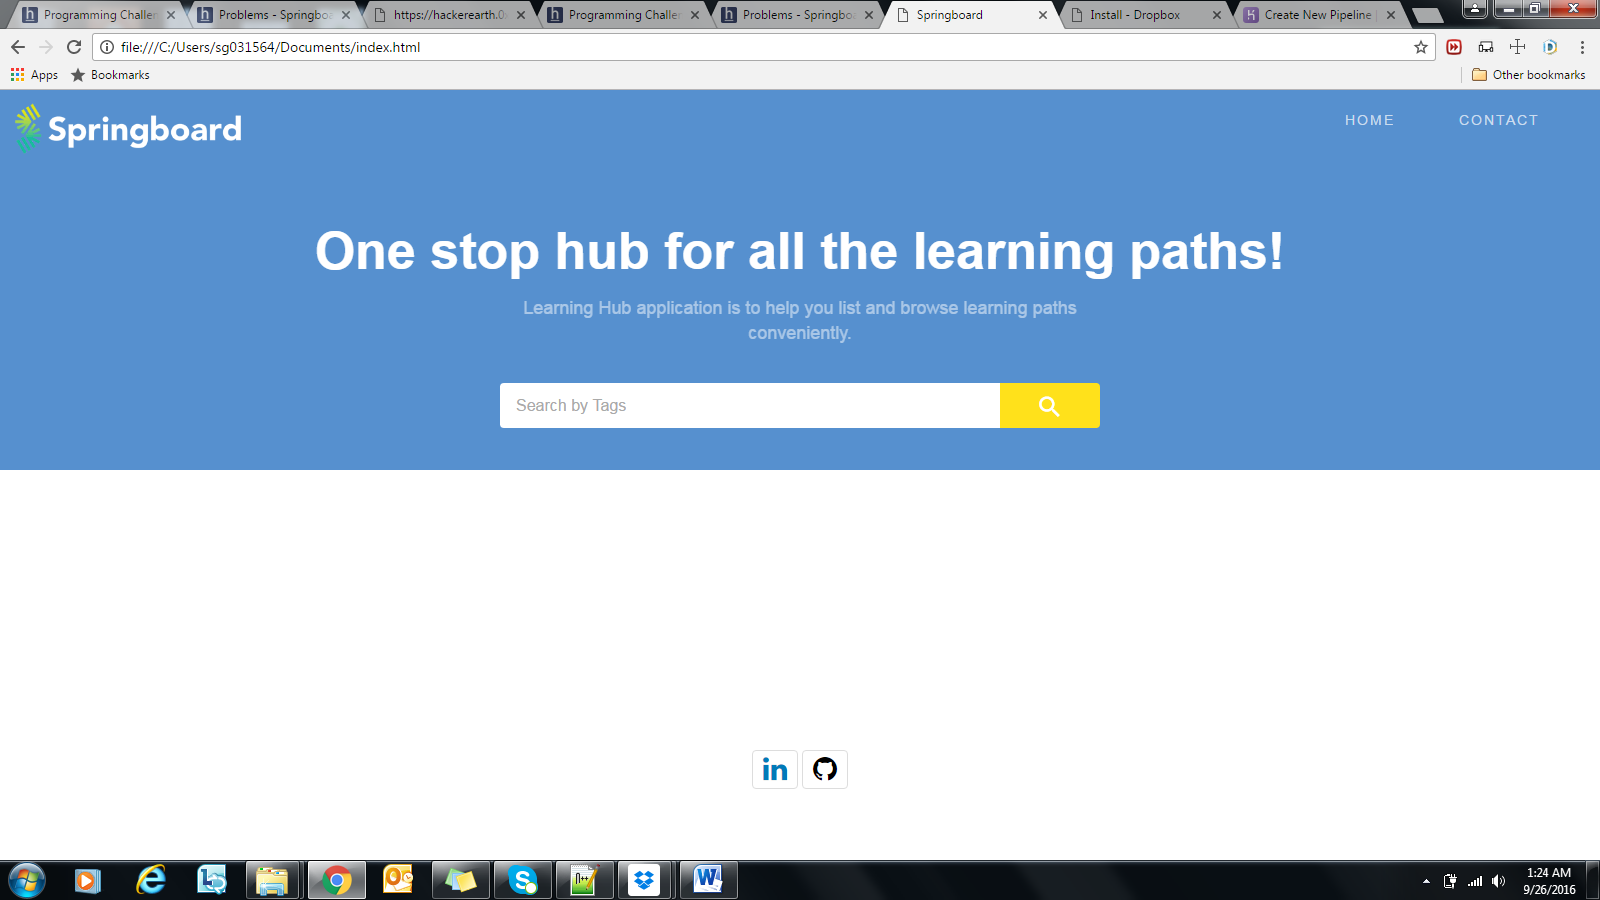 Programming Challe
Problems - Springbo
https://hackerearth.0
Programming Challe
Problems - Springbo
Springboard
Install - Dropbox
Create New Pipeline |
file:///C:/Users/sg031564/Documents/index.html
Apps
Bookmarks
Other bookmarks
Springboard
HOME
CONTACT
One stop hub for all the learning paths!
Learning Hub application is to help you list and browse learning paths
conveniently.
Search by Tags
in
1:24 AM
9/26/2016